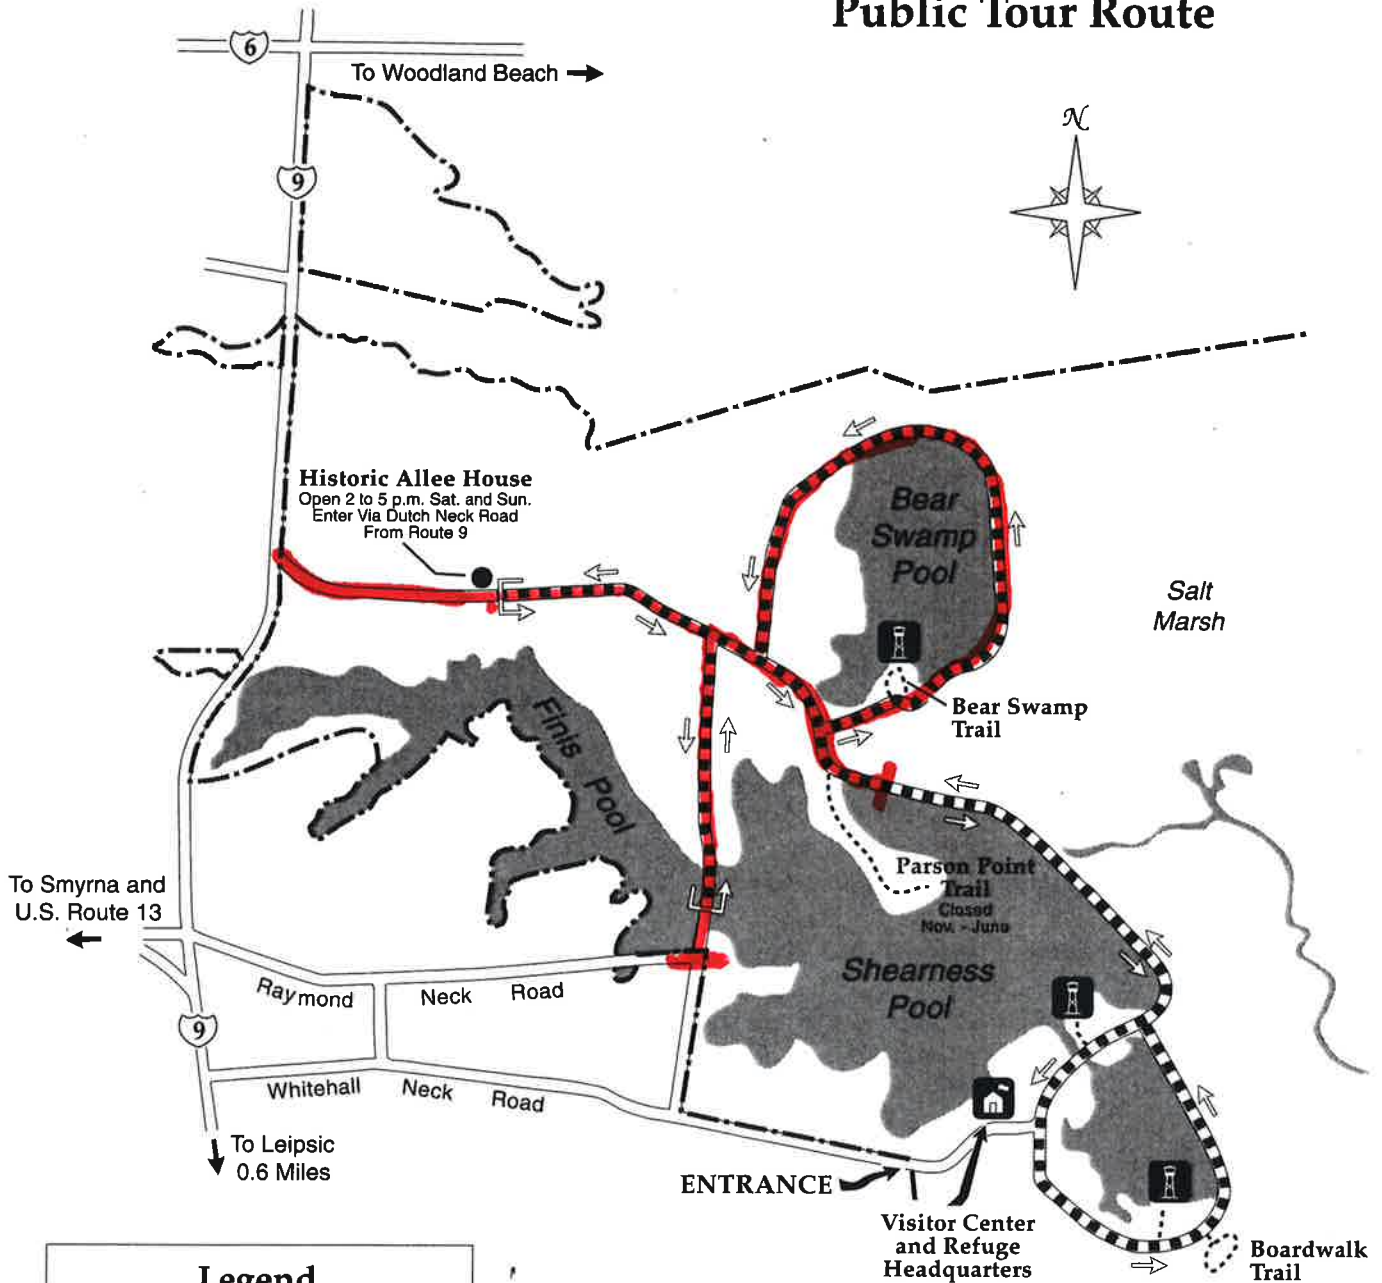 Public Tour Route
6
To Woodland Beach
N
9
Historic Allee House
Open 2 to 5 p.m. Sat. and Sun.
Enter Via Dutch Neck Road
From Route 9
Bear
Swamp
Pool
Salt
Marsh
Bear Swamp
Trail
Finis Pool
To Smyrna and
U.S. Route 13
Parson Point
Trail
Closed
Nov. - June
Shearness
Pool
Raymond Neck Road
9
Whitehall Neck Road
To Leipsic
0.6 Miles
ENTRANCE
Visitor Center
and Refuge
Headquarters
Boardwalk
Trail
Legend